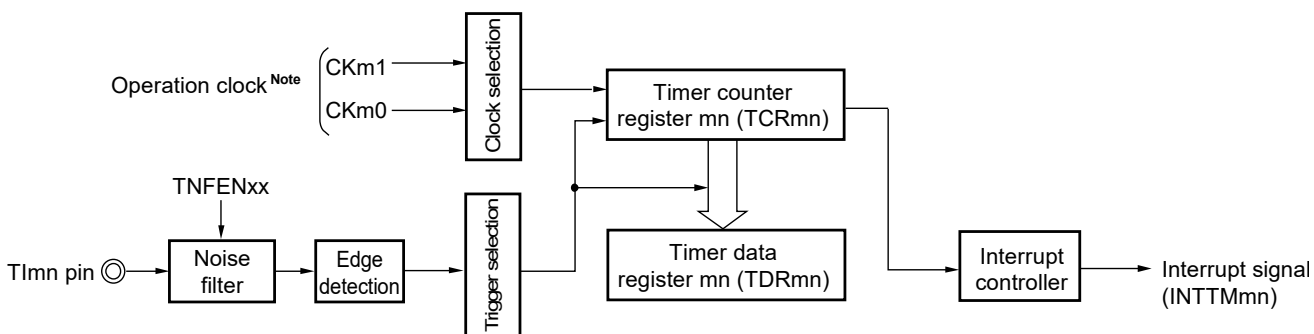 Operation clock Note
CKm1
CKm0
Clock selection
Timer counter
register mn (TCRmn)
TNFENxx
TImn pin
Noise
filter
Edge
detection
Trigger selection
Timer data
register mn (TDRmn)
Interrupt
controller
Interrupt signal
(INTTMmn)